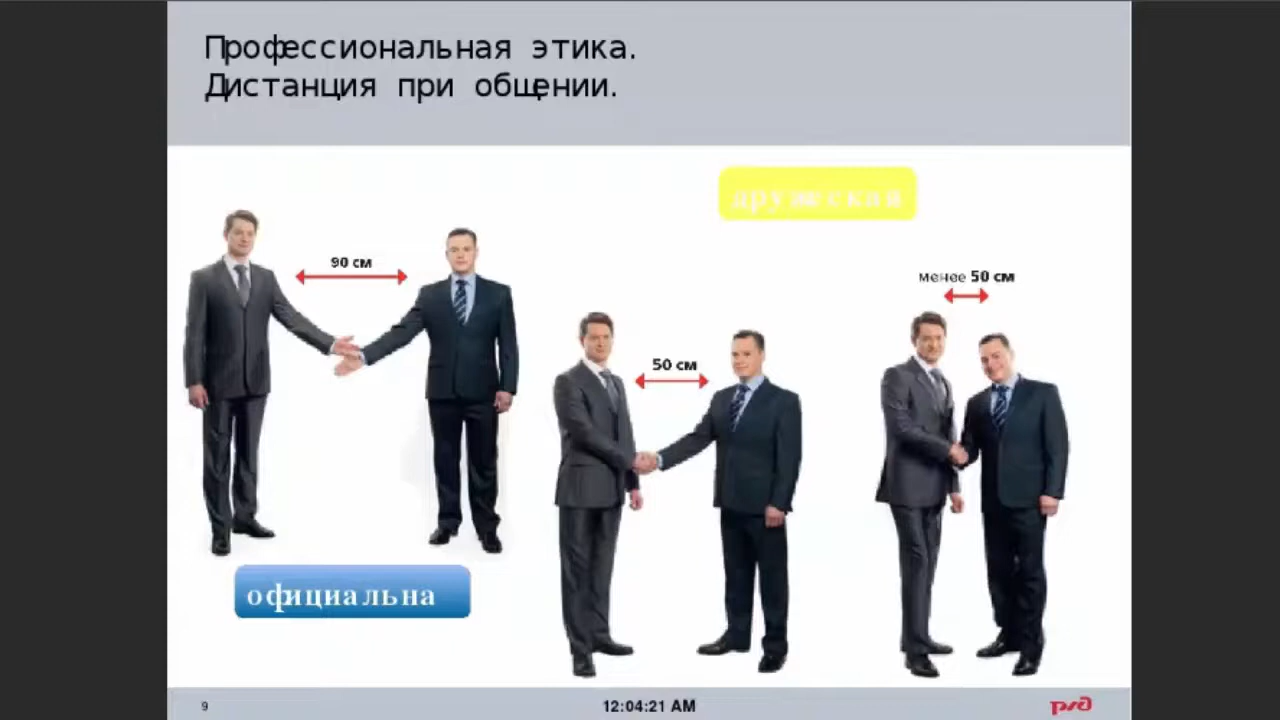 Профессиональная этика.
Дистанция при общении.
дружеская
90 см
менее 50 см
50 см
официальна
9
12:04:21 AM
ржд